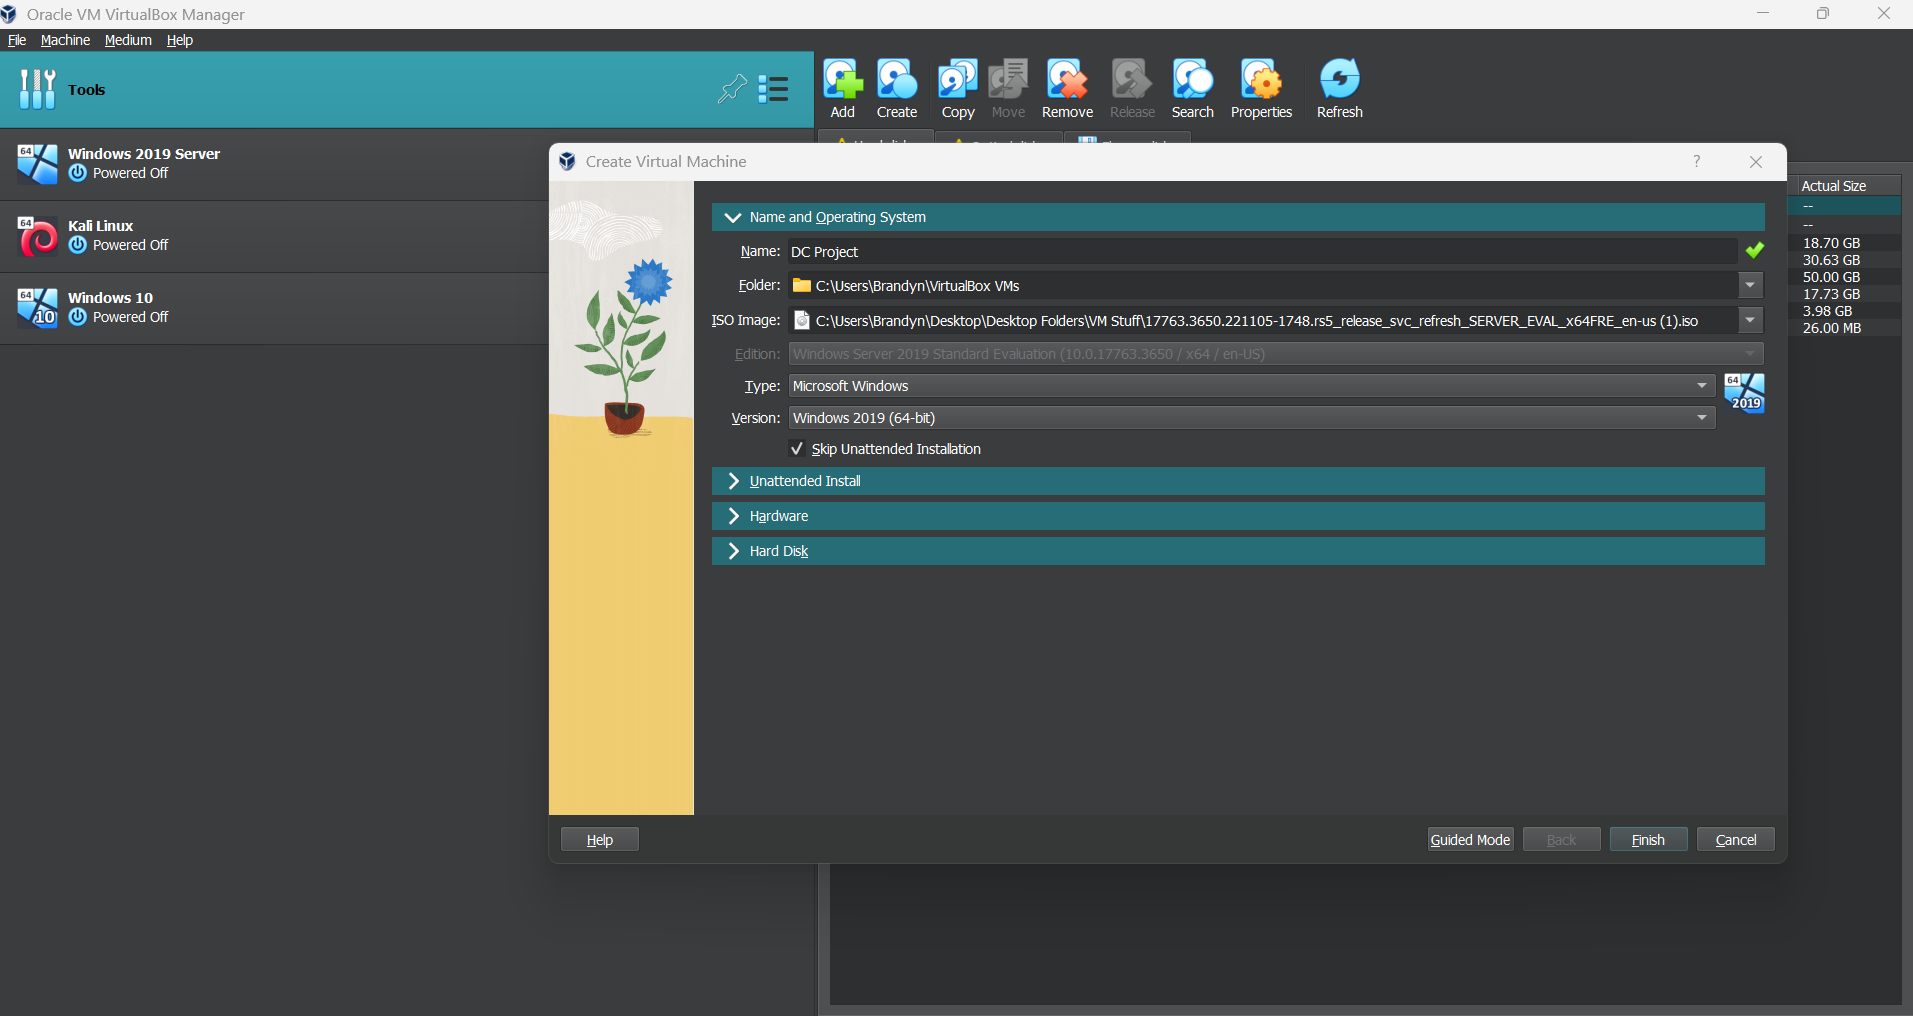 Oracle VM VirtualBox Manager
File Machine Medium Help
Tools
Add Create Copy Move Remove Release Search Properties Refresh
64
Windows 2019 Server
Powered Off
64
Kali Linux
Powered Off
64
10
Windows 10
Powered Off
Create Virtual Machine
?
Name and Operating System
Name: DC Project
Folder: C:\Users\Brandyn\VirtualBox VMs
ISO Image: C:\Users\Brandyn\Desktop\Desktop Folders\VM Stuff\17763.3650.221105-1748.rs5_release_svc_refresh_SERVER_EVAL_x64FRE_en-us (1).iso
Edition: Windows Server 2019 Standard Evaluation (10.0.17763.3650 / x64 / en-US)
Type: Microsoft Windows
64
2019
Version: Windows 2019 (64-bit)
Skip Unattended Installation
Unattended Install
Hardware
Hard Disk
Help Guided Mode Back Finish Cancel
Actual Size
--
--
18.70 GB
30.63 GB
50.00 GB
17.73 GB
3.98 GB
26.00 MB